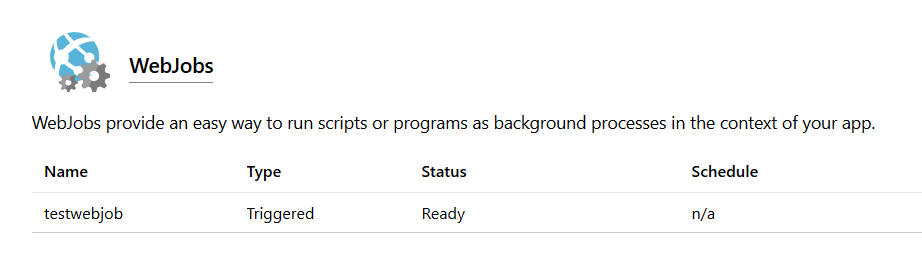 WebJobs
WebJobs provide an easy way to run scripts or programs as background processes in the context of your app.
Name Type Status Schedule
testwebjob Triggered Ready n/a